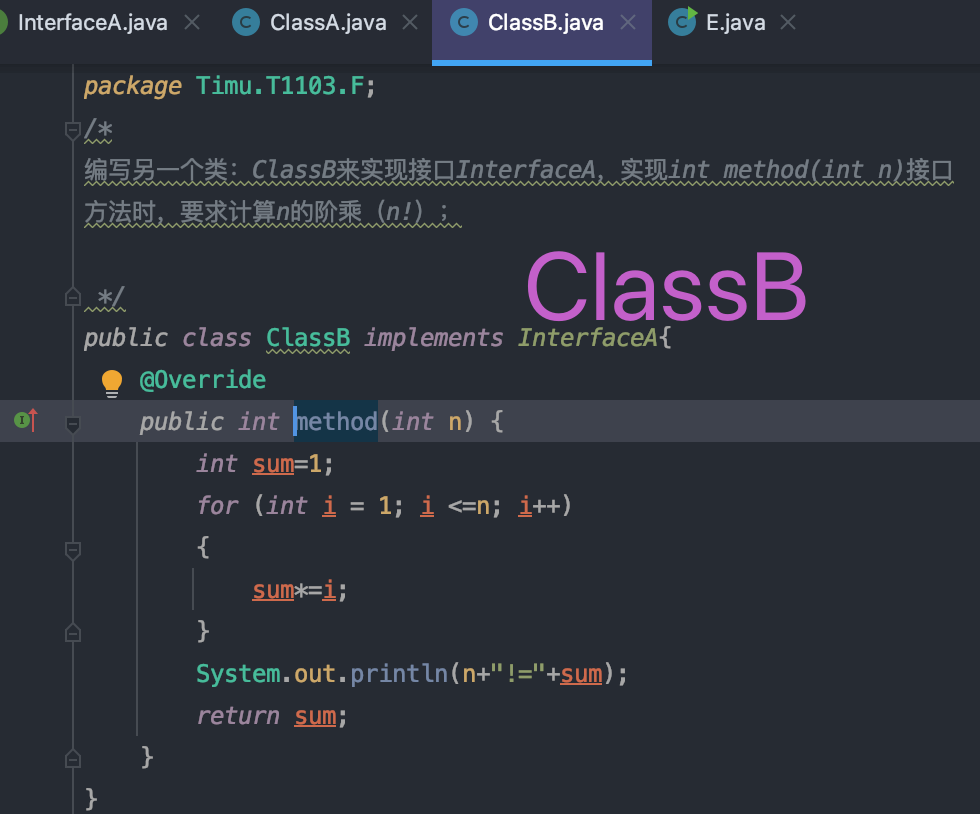 InterfaceA.java ClassA.java ClassB.java E.java
package Timu.T1103.F;
/*
编写另一个类：ClassB来实现接口InterfaceA，实现int method(int n)接口
方法时，要求计算n的阶乘（n!）；
ClassB
*/
public class ClassB implements InterfaceA{
@Override
public int method(int n) {
int sum=1;
for (int i = 1; i <=n; i++)
{
sum*=i;
}
System.out.println(n+"!="+sum);
return sum;
}
}